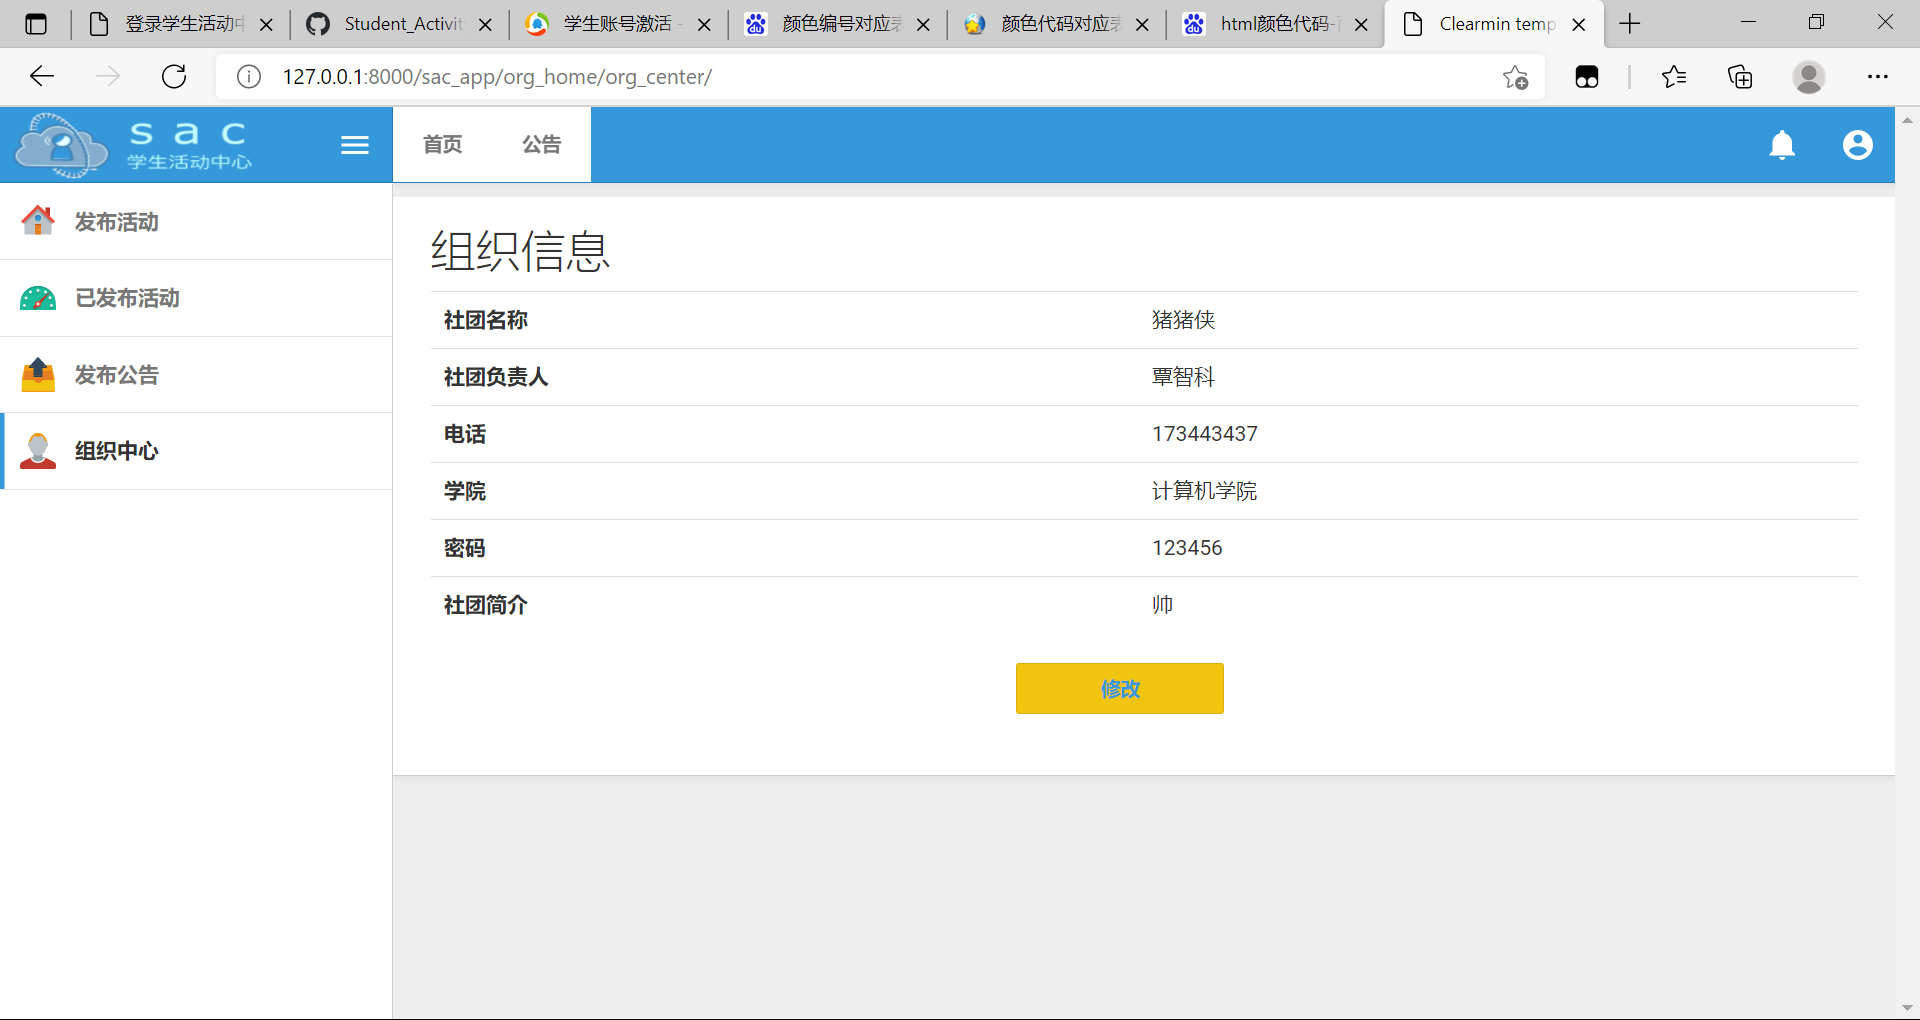 登录学生活动中
Student_Activit
学生账号激活 -
颜色编号对应表
颜色代码对应表
html颜色代码-
Clearmin temp
127.0.0.1:8000/sac_app/org_home/org_center/
sac
学生活动中心
首页
公告
发布活动
已发布活动
发布公告
组织中心
组织信息
社团名称 猪猪侠
社团负责人 覃智科
电话 173443437
学院 计算机学院
密码 123456
社团简介 帅
修改